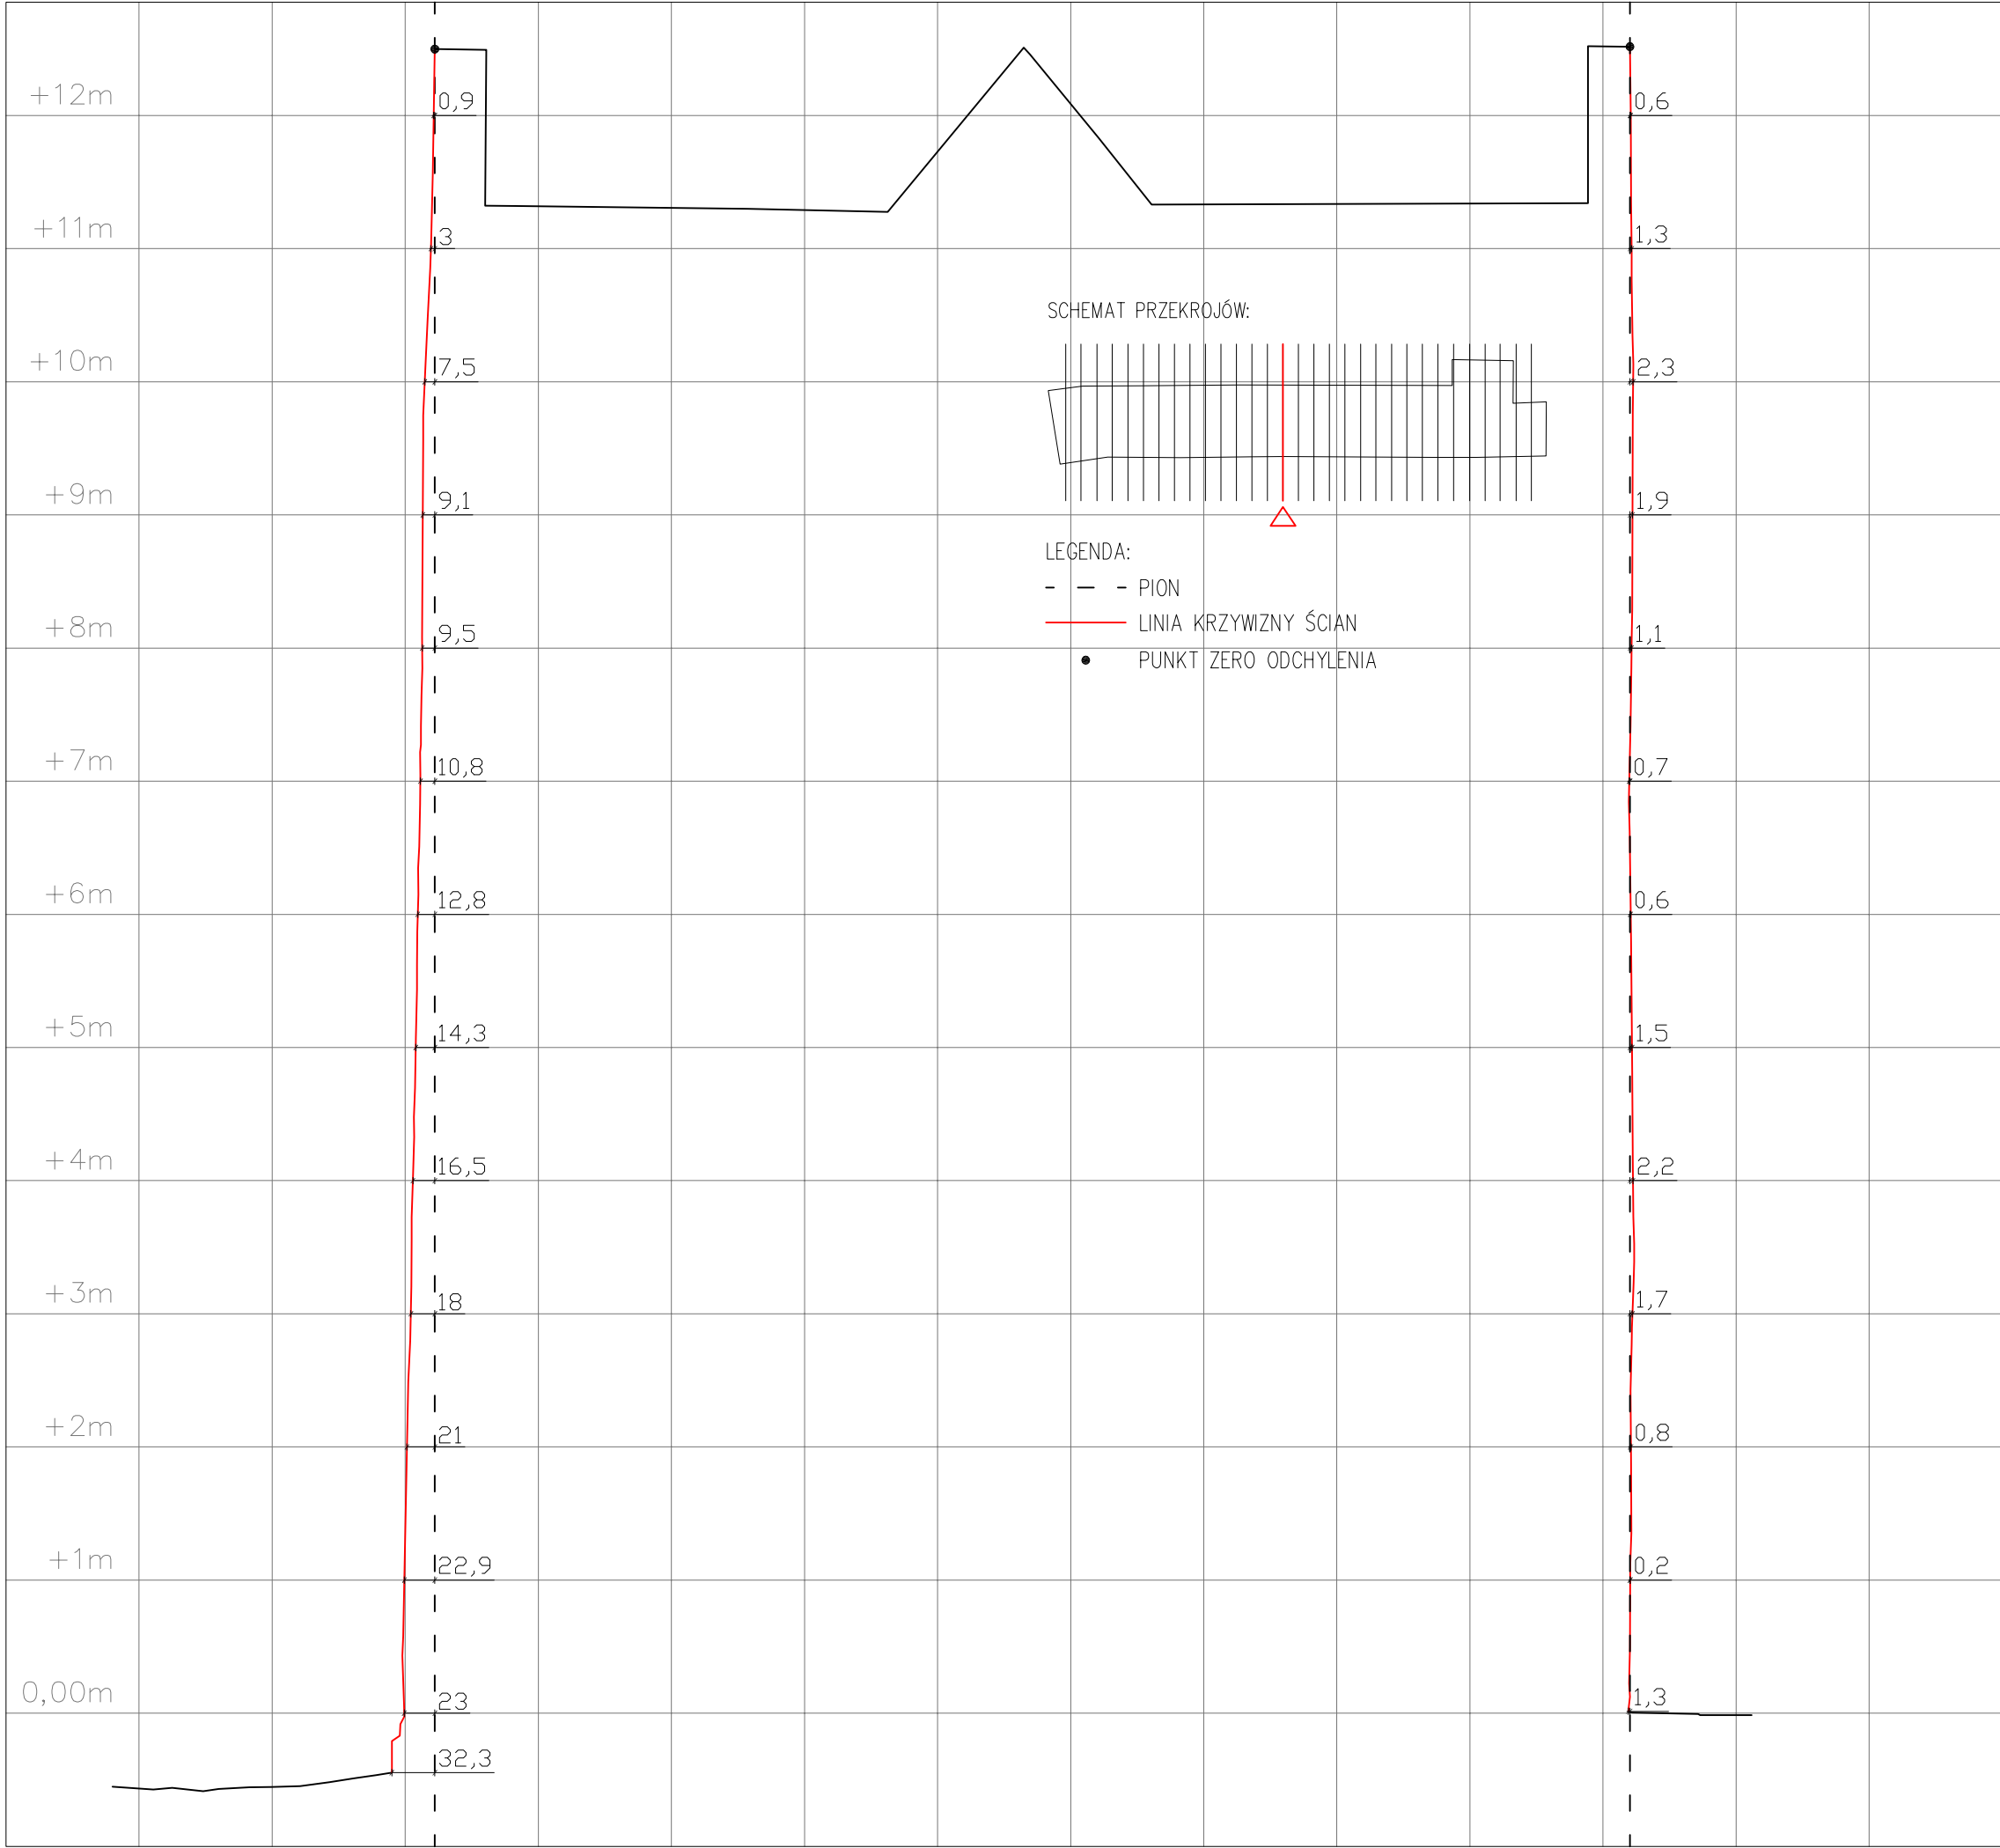 +12m
0,9
0,6
+11m
3
1,3
SCHEMAT PRZEKROJÓW:
+10m
7,5
2,3
+9m
9,1
1,9
LEGENDA:
PION
LINIA KRZYWIZNY ŚCIAN
+8m
9,5
1,1
PUNKT ZERO ODCHYLENIA
+7m
10,8
0,7
+6m
12,8
0,6
+5m
14,3
1,5
+4m
16,5
2,2
+3m
18
1,7
+2m
21
0,8
+1m
22,9
0,2
0,00m
23
1,3
32,3